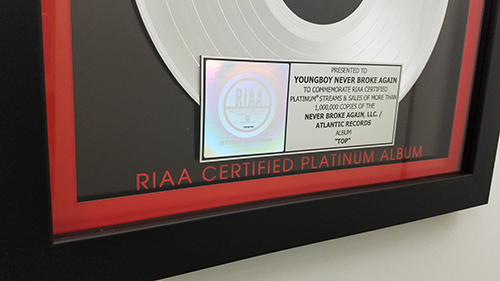 RIAA
PRESENTED TO
YOUNGBOY NEVER BROKE AGAIN
TO COMMEMORATE RIAA CERTIFIED
PLATINUM® STREAMS & SALES OF MORE THAN
1,000,000 COPIES OF THE
NEVER BROKE AGAIN, LLC. /
ATLANTIC RECORDS
ALBUM
"TOP"
RIAA CERTIFIED PLATINUM ALBUM